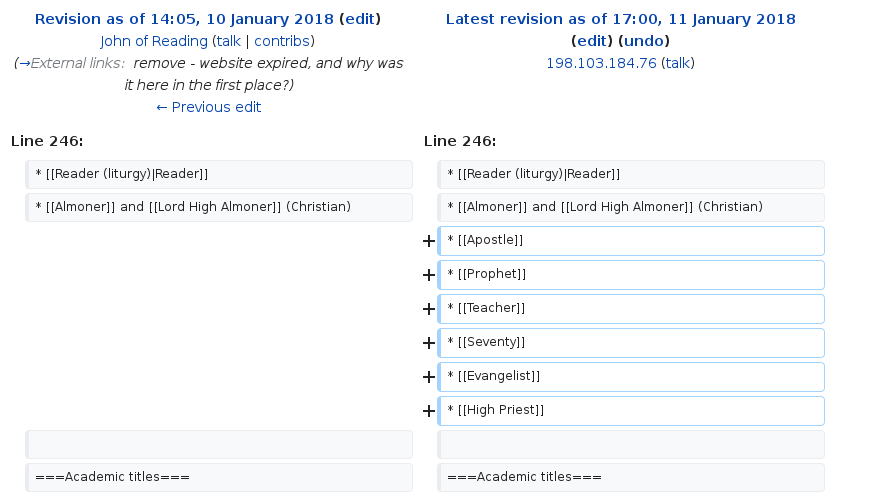 Revision as of 14:05, 10 January 2018 (edit)
John of Reading (talk | contribs)
(→External links: remove - website expired, and why was
it here in the first place?)
← Previous edit
Latest revision as of 17:00, 11 January 2018
(edit) (undo)
198.103.184.76 (talk)
Line 246:
Line 246:
* [[Reader (liturgy)|Reader]]
* [[Reader (liturgy)|Reader]]
* [[Almoner]] and [[Lord High Almoner]] (Christian)
* [[Almoner]] and [[Lord High Almoner]] (Christian)
+ * [[Apostle]]
+ * [[Prophet]]
+ * [[Teacher]]
+ * [[Seventy]]
+ * [[Evangelist]]
+ * [[High Priest]]
===Academic titles===
===Academic titles===